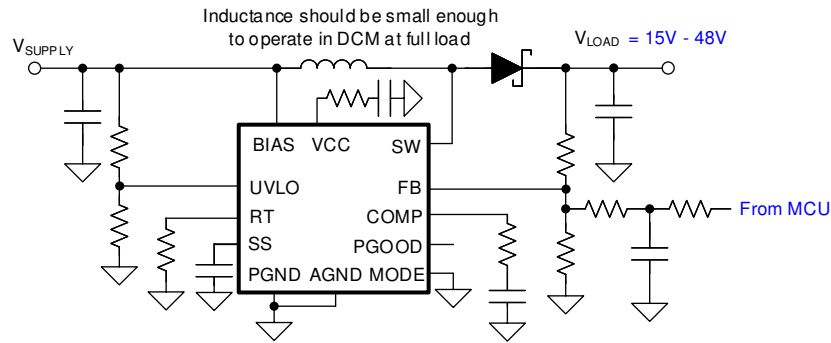 Inductance should be small enough
to operate in DCM at full load
VSUPPLY
VLOAD = 15V - 48V
BIAS VCC SW
UVLO FB
RT COMP
From MCU
SS PGOOD
PGND AGND MODE